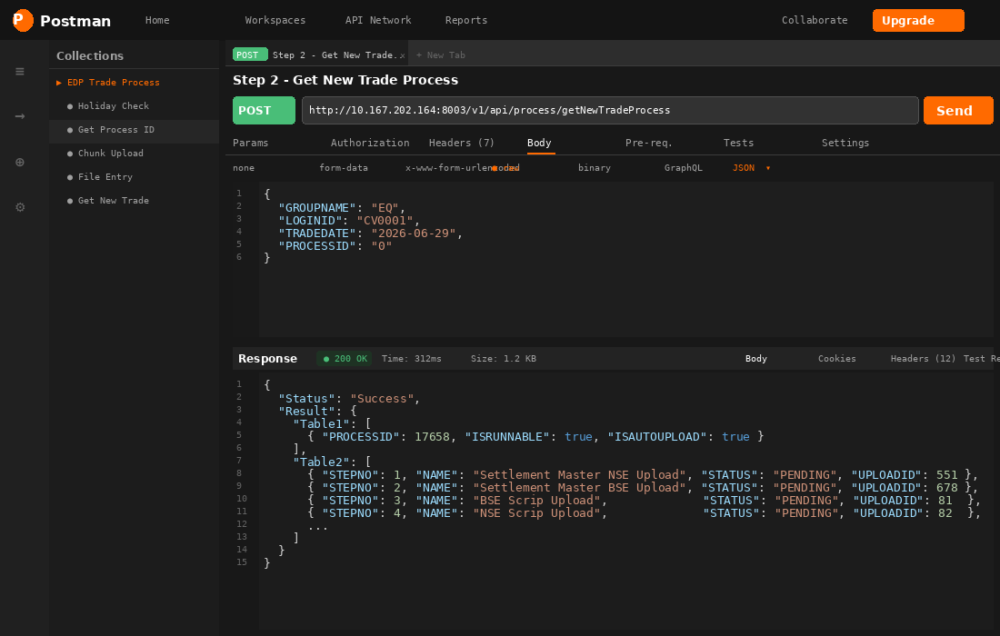 P Postman Home Workspaces API Network Reports Collaborate Upgrade
Collections
▶ EDP Trade Process
● Holiday Check
● Get Process ID
● Chunk Upload
● File Entry
● Get New Trade
POST Step 2 - Get New Trade.. x + New Tab
Step 2 - Get New Trade Process
POST http://10.167.202.164:8003/v1/api/process/getNewTradeProcess Send
Params Authorization Headers (7) Body Pre-req. Tests Settings
none form-data x-www-form-urlencoded ● raw binary GraphQL JSON ▾
1 {
2 "GROUPNAME": "EQ",
3 "LOGINID": "CV0001",
4 "TRADEDATE": "2026-06-29",
5 "PROCESSID": "0"
6 }
Response ● 200 OK Time: 312ms Size: 1.2 KB Body Cookies Headers (12) Test Re
1 {
2 "Status": "Success",
3 "Result": {
4 "Table1": [
5 { "PROCESSID": 17658, "ISRUNNABLE": true, "ISAUTOUPLOAD": true }
6 ],
7 "Table2": [
8 { "STEPNO": 1, "NAME": "Settlement Master NSE Upload", "STATUS": "PENDING", "UPLOADID": 551 },
9 { "STEPNO": 2, "NAME": "Settlement Master BSE Upload", "STATUS": "PENDING", "UPLOADID": 678 },
10 { "STEPNO": 3, "NAME": "BSE Scrip Upload", "STATUS": "PENDING", "UPLOADID": 81 },
11 { "STEPNO": 4, "NAME": "NSE Scrip Upload", "STATUS": "PENDING", "UPLOADID": 82 },
12 ...
13 ]
14 }
15 }